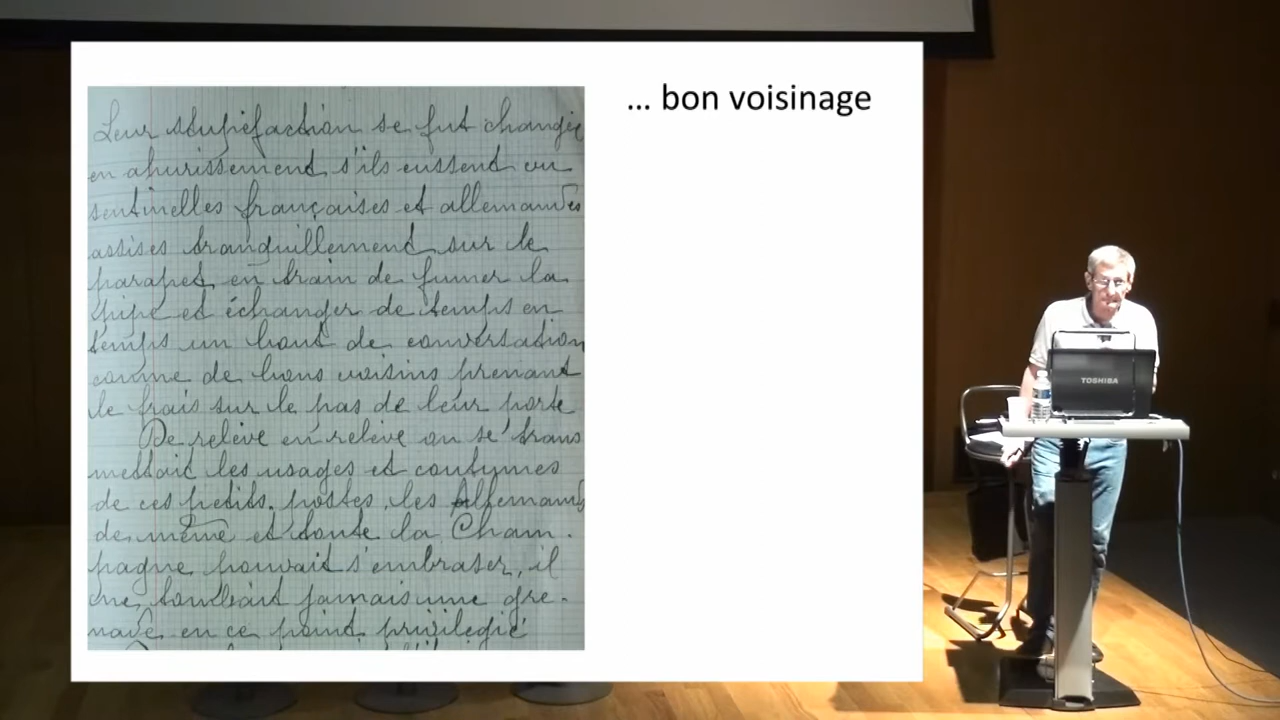 Leur stupéfaction se fut changée
en ahurissement s'ils eussent vu
sentinelles françaises et allemandes
assises tranquillement sur le
parapet en train de fumer la
pipe et échanger de temps en
temps un bout de conversation
comme de bons voisins prenant
le frais sur le pas de leur porte
De relève en relève on se trans
mettait les usages et coutumes
de ces petits postes, les Allemands
de même et toute la Cham.
pagne pouvait s'embraser, il
ne tombait jamais une gre-
nade en ce point privilégié
... bon voisinage
TOSHIBA